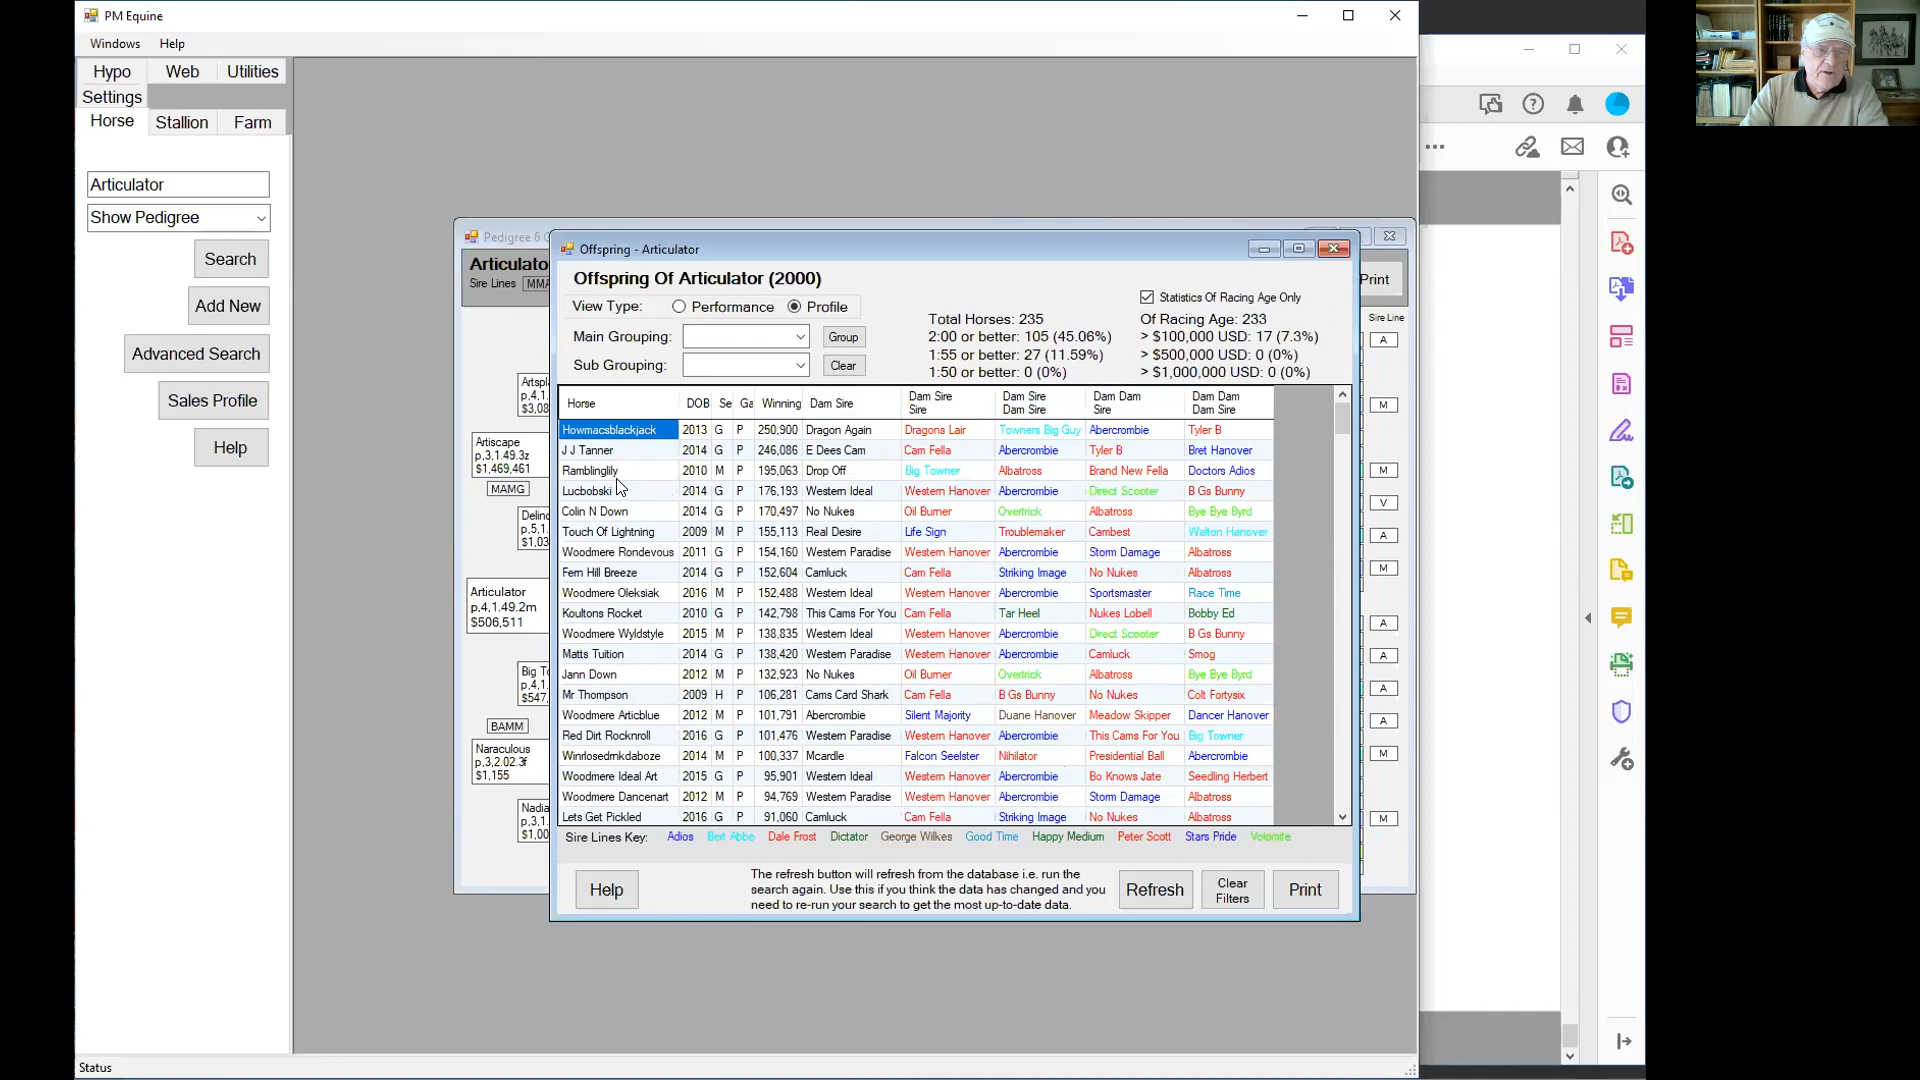 PM Equine
Windows Help
Hypo Web Utilities
Settings
Horse Stallion Farm
Articulator
Show Pedigree
Search
Add New
Advanced Search
Sales Profile
Help
Status
Pedigree 6
Articulato
Sire Lines
Print
Sire Line
A
M
M
V
A
M
A
A
A
A
M
M
Artspl
p,4,1
$3,08
Artiscape
p,3,1.49.3z
$1,469,461
MAMG
Delinq
p,5,1
$1,03
Articulator
p,4,1.49.2m
$506,511
Big To
p,4,1
$547,
BAMM
Naraculous
p,3,2.02.3f
$1,155
Nadia
p,3,1
$1,00
Offspring - Articulator
Offspring Of Articulator (2000)
View Type: Performance Profile
Main Grouping: Group
Sub Grouping: Clear
Total Horses: 235
2:00 or better: 105 (45.06%)
1:55 or better: 27 (11.59%)
1:50 or better: 0 (0%)
Statistics Of Racing Age Only
Of Racing Age: 233
> $100,000 USD: 17 (7.3%)
> $500,000 USD: 0 (0%)
> $1,000,000 USD: 0 (0%)
Horse DOB Se Ga Winning Dam Sire Dam Sire Sire Dam Sire Dam Sire Dam Dam Sire Dam Dam Dam Sire
Howmacsblackjack 2013 G P 250,900 Dragon Again Dragons Lair Towners Big Guy Abercrombie Tyler B
J J Tanner 2014 G P 246,086 E Dees Cam Cam Fella Abercrombie Tyler B Bret Hanover
Ramblinglily 2010 M P 195,063 Drop Off Big Towner Albatross Brand New Fella Doctors Adios
Lucbobski 2014 G P 176,193 Western Ideal Western Hanover Abercrombie Direct Scooter B Gs Bunny
Colin N Down 2014 G P 170,497 No Nukes Oil Burner Overtrick Albatross Bye Bye Byrd
Touch Of Lightning 2009 M P 155,113 Real Desire Life Sign Troublemaker Cambest Walton Hanover
Woodmere Rondevous 2011 G P 154,160 Western Paradise Western Hanover Abercrombie Storm Damage Albatross
Fern Hill Breeze 2014 G P 152,604 Camluck Cam Fella Striking Image No Nukes Albatross
Woodmere Oleksiak 2016 M P 152,488 Western Ideal Western Hanover Abercrombie Sportsmaster Race Time
Koultons Rocket 2010 G P 142,798 This Cams For You Cam Fella Tar Heel Nukes Lobell Bobby Ed
Woodmere Wyldstyle 2015 M P 138,835 Western Ideal Western Hanover Abercrombie Direct Scooter B Gs Bunny
Matts Tuition 2014 G P 138,420 Western Paradise Western Hanover Abercrombie Camluck Smog
Jann Down 2012 M P 132,923 No Nukes Oil Burner Overtrick Albatross Bye Bye Byrd
Mr Thompson 2009 H P 106,281 Cams Card Shark Cam Fella B Gs Bunny No Nukes Colt Fortysix
Woodmere Articblue 2012 M P 101,791 Abercrombie Silent Majority Duane Hanover Meadow Skipper Dancer Hanover
Red Dirt Rocknroll 2016 G P 101,476 Western Paradise Western Hanover Abercrombie This Cams For You Big Towner
Winrlosedrnkdaboze 2014 M P 100,337 Mcardle Falcon Seelster Nihilator Presidential Ball Abercrombie
Woodmere Ideal Art 2015 G P 95,901 Western Ideal Western Hanover Abercrombie Bo Knows Jate Seedling Herbert
Woodmere Dancenart 2012 M P 94,769 Western Paradise Western Hanover Abercrombie Storm Damage Albatross
Lets Get Pickled 2016 G P 91,060 Camluck Cam Fella Striking Image No Nukes Albatross
Sire Lines Key: Adios Bert Abbe Dale Frost Dictator George Wilkes Good Time Happy Medium Peter Scott Stars Pride Volomite
Help
The refresh button will refresh from the database i.e. run the
search again. Use this if you think the data has changed and you
need to re-run your search to get the most up-to-date data.
Refresh
Clear
Filters
Print